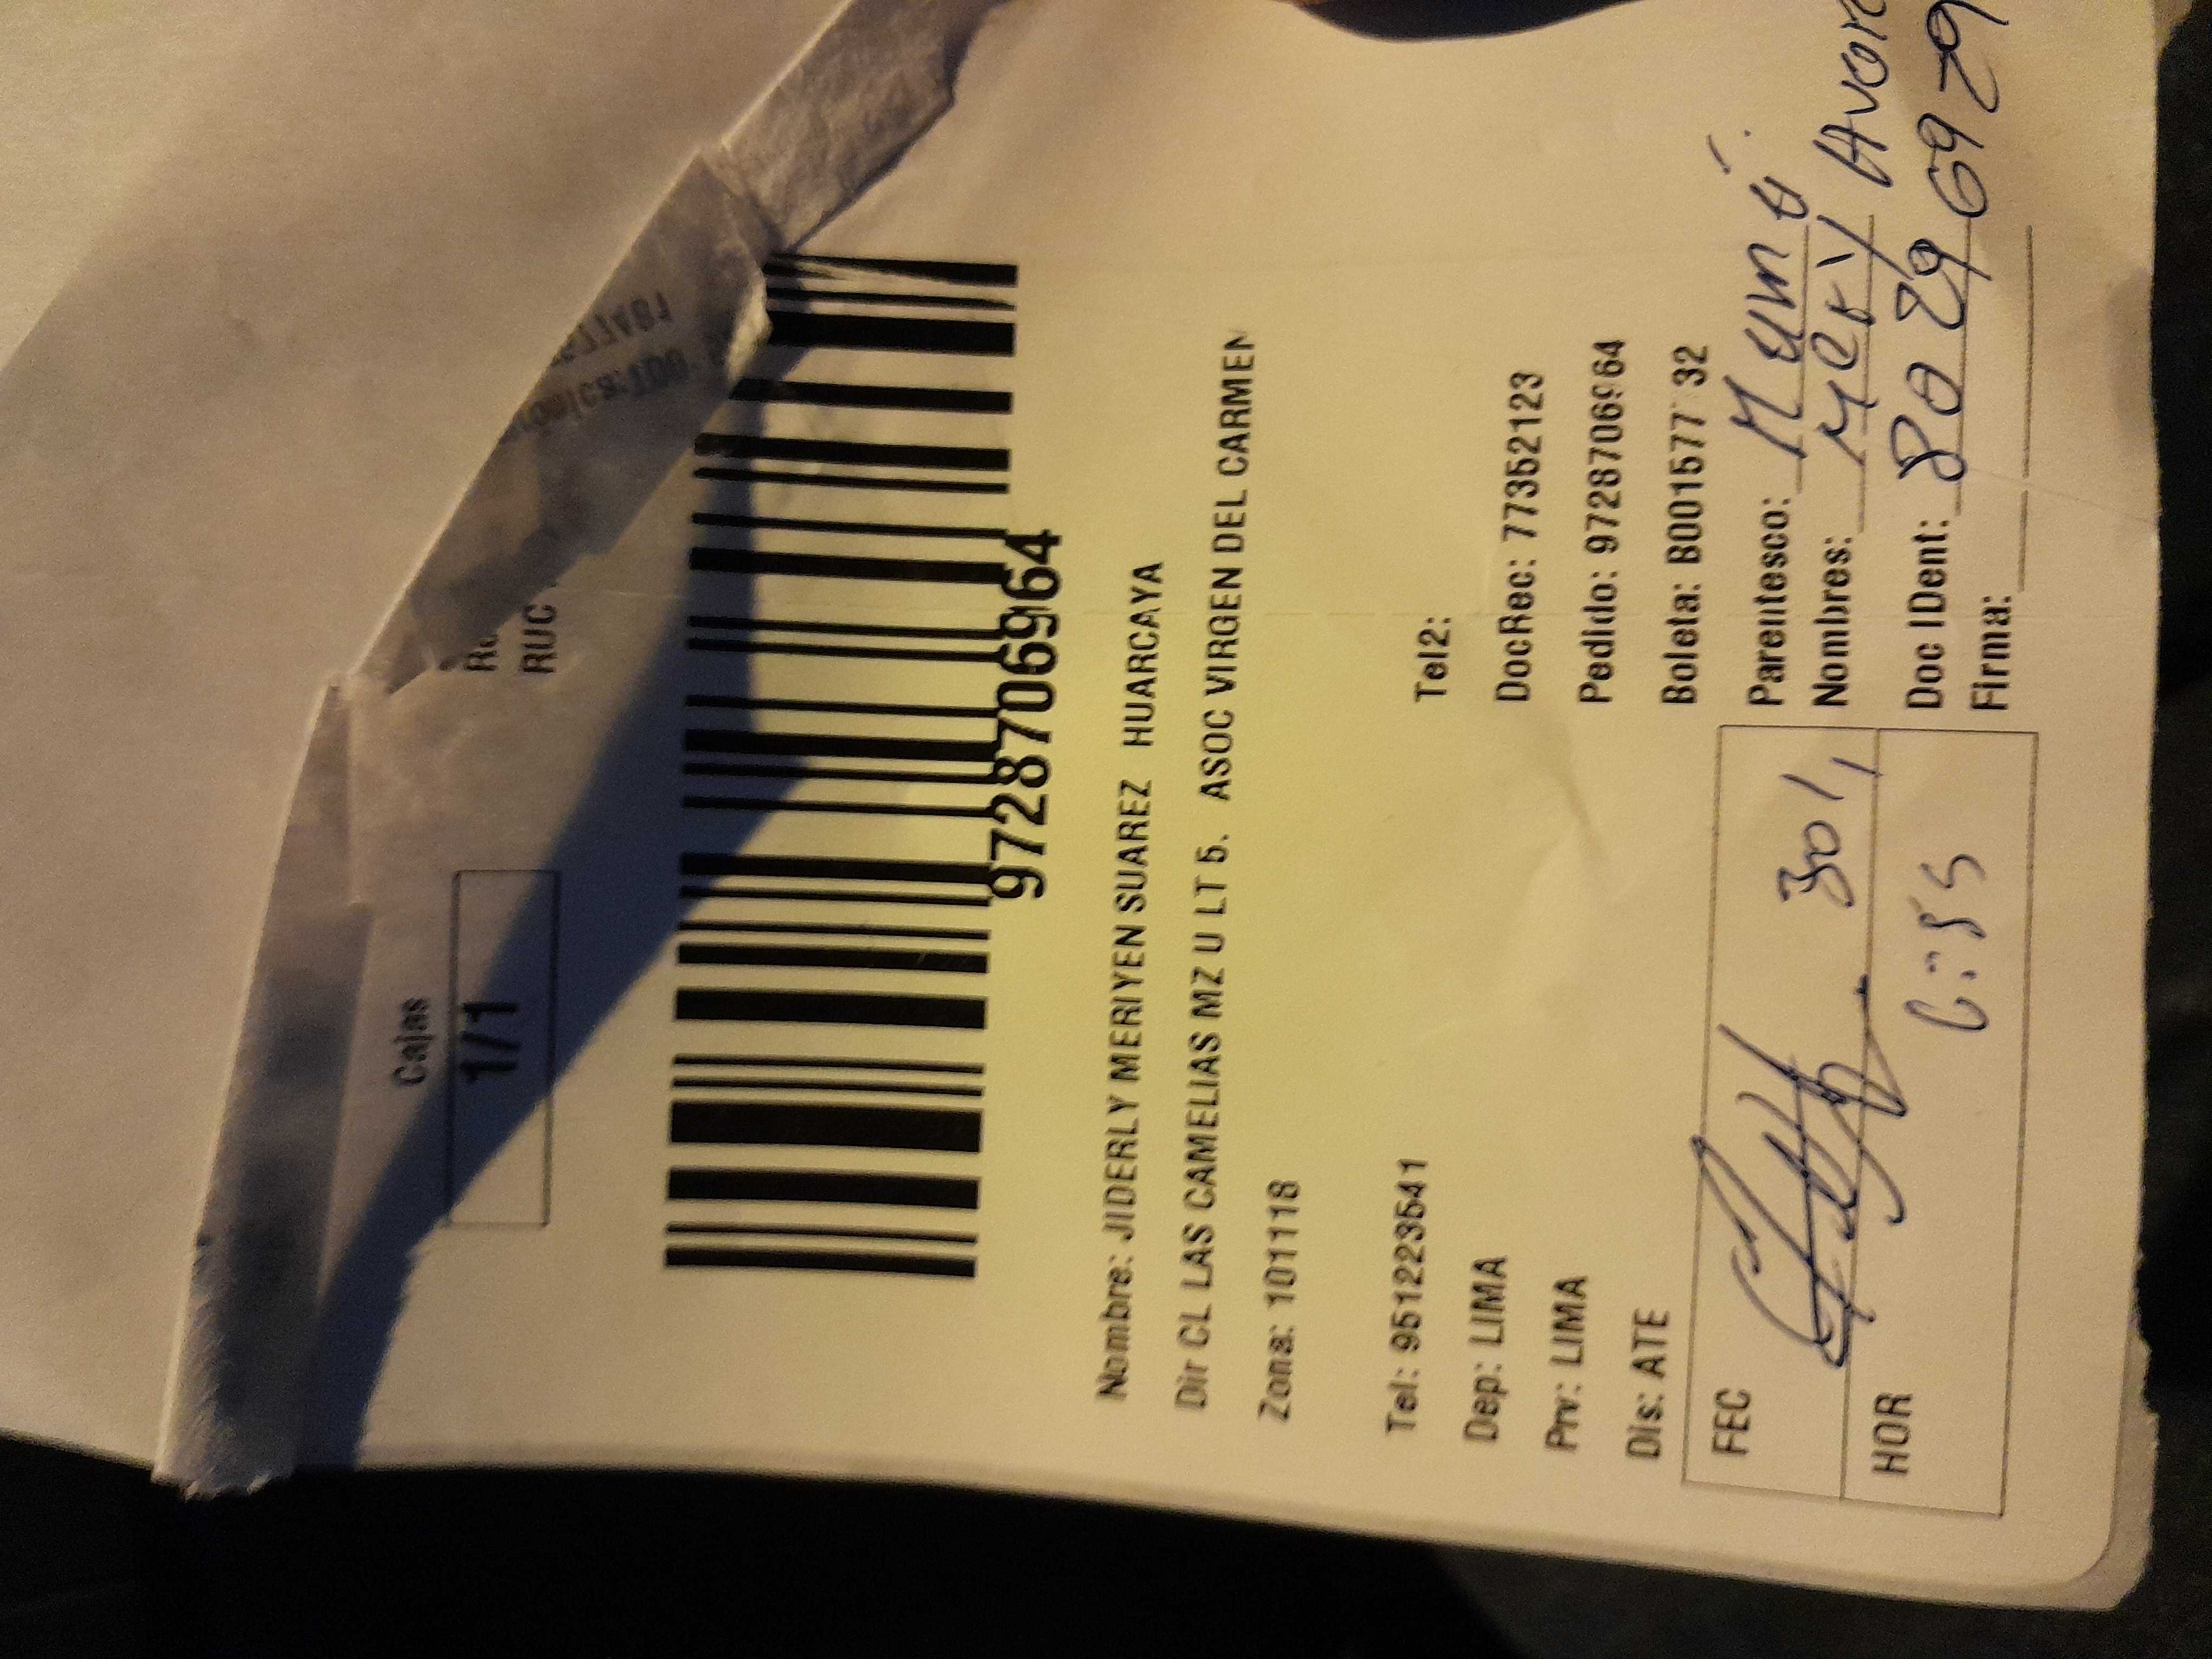 Cajas
1/1
RUC
9728706964
Nombre: JIDERLY MERIYEN SUAREZ HUARCAYA
Dir CL LAS CAMELIAS MZ U LT 5. ASOC VIRGEN DEL CARMEN
Zona: 101118
Tel: 951223541 Tel2:
Dep: LIMA DocRec: 77352123
Prv: LIMA Pedido: 9728706964
Dis: ATE Boleta: B001577 32
FEC 301, Parentesco:
Nombres: Mery
HOR Doc IDent: 80296929
Firma: